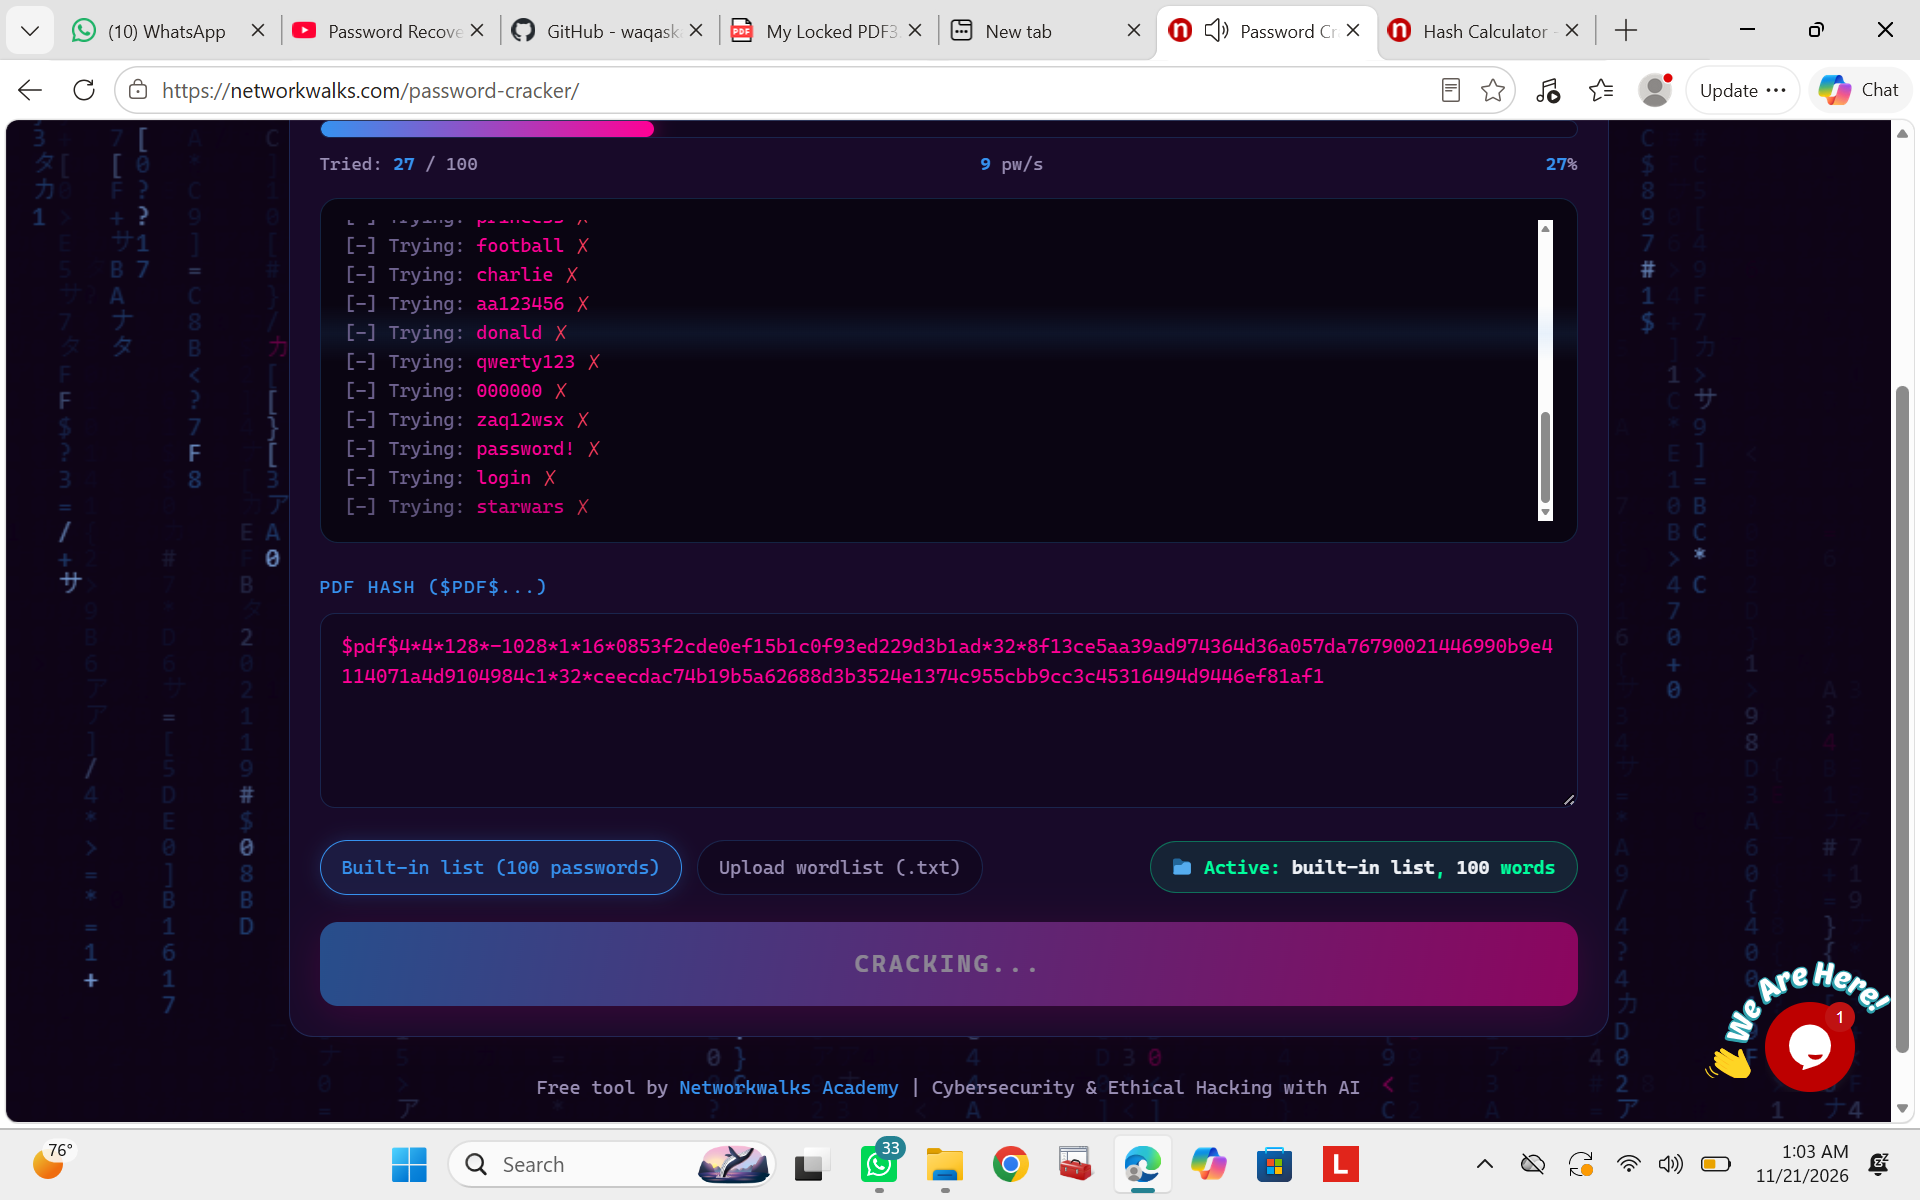 (10) WhatsApp
Password Recove
GitHub - waqask
My Locked PDF3.
New tab
Password Cr
Hash Calculator -
https://networkwalks.com/password-cracker/
Update
Chat
Tried: 27 / 100
9 pw/s
27%
[-] Trying: football ✗
[-] Trying: charlie ✗
[-] Trying: aa123456 ✗
[-] Trying: donald ✗
[-] Trying: qwerty123 ✗
[-] Trying: 000000 ✗
[-] Trying: zaq12wsx ✗
[-] Trying: password! ✗
[-] Trying: login ✗
[-] Trying: starwars ✗
PDF HASH ($PDF$...)
$pdf$4*4*128*-1028*1*16*0853f2cde0ef15b1c0f93ed229d3b1ad*32*8f13ce5aa39ad974364d36a057da76790021446990b9e4
114071a4d9104984c1*32*ceecdac74b19b5a62688d3b3524e1374c955cbb9cc3c45316494d9446ef81af1
Built-in list (100 passwords)
Upload wordlist (.txt)
Active: built-in list, 100 words
CRACKING...
We Are Here!
1
Free tool by Networkwalks Academy | Cybersecurity & Ethical Hacking with AI
76°
Search
33
L
1:03 AM
11/21/2026